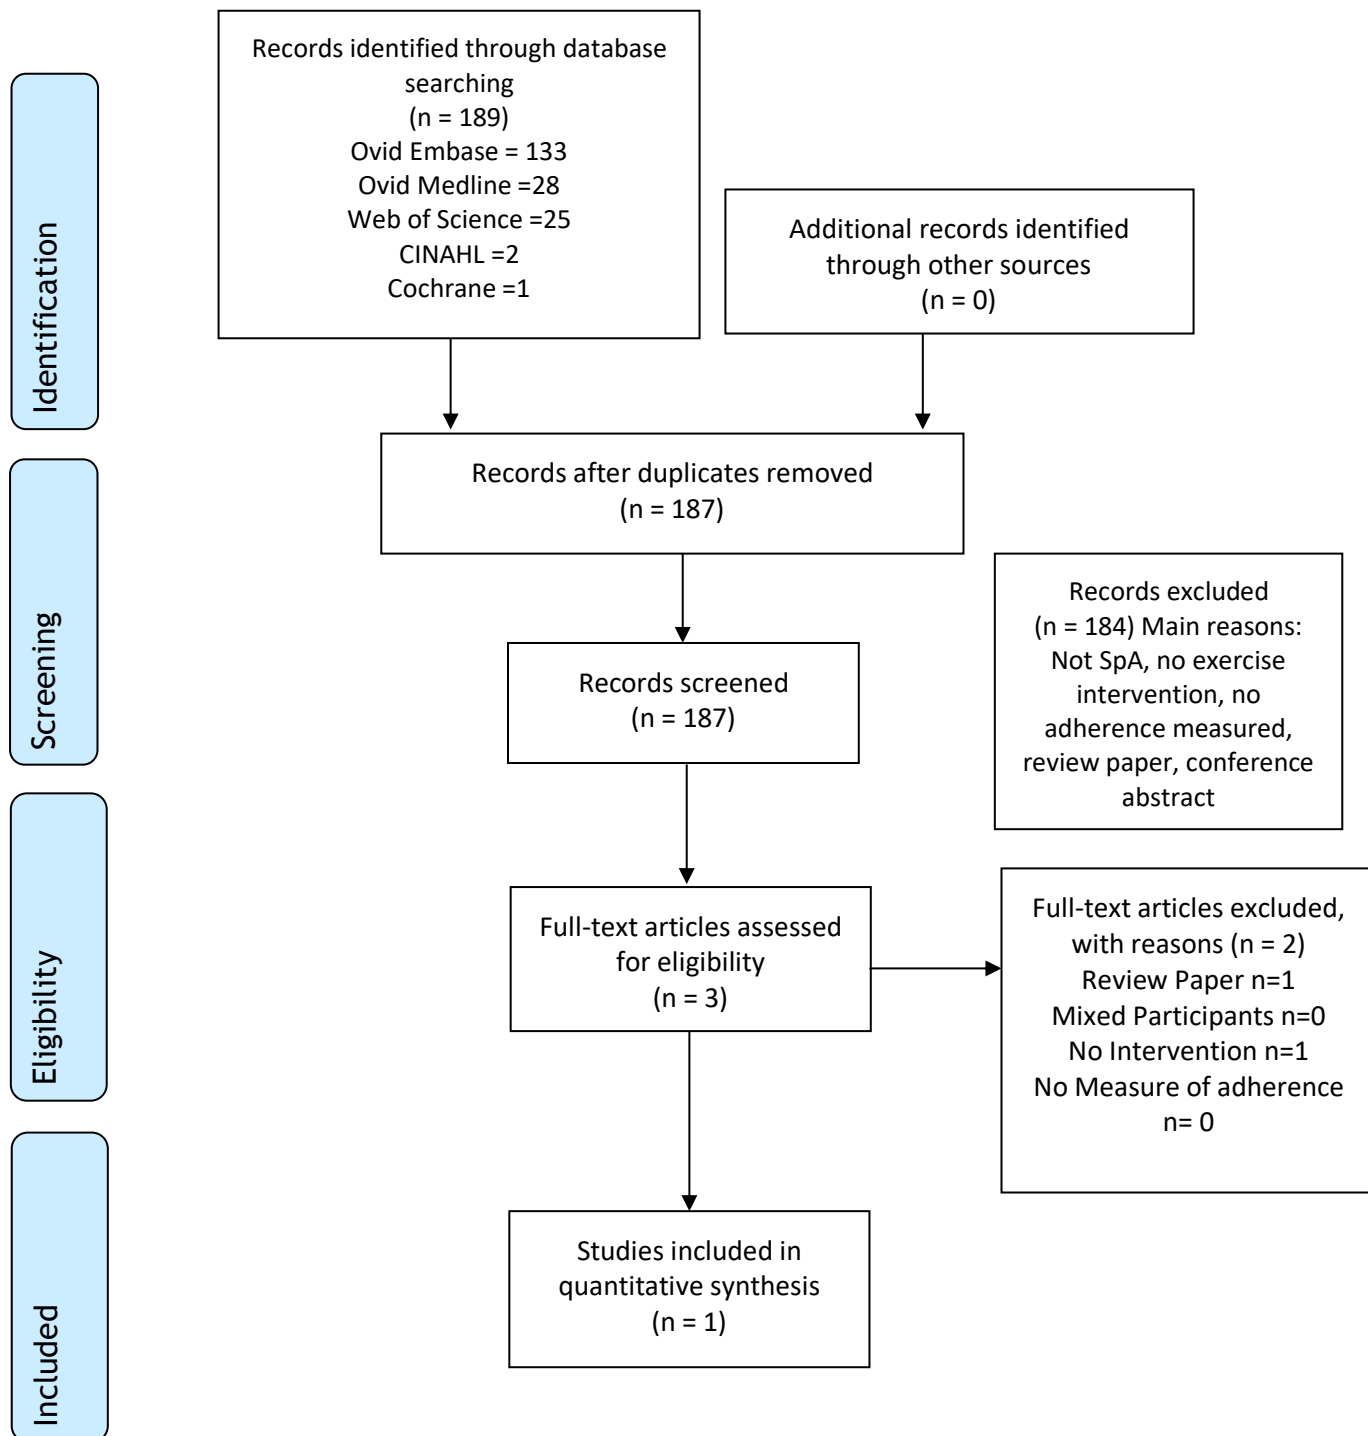 Records identified through database
searching
(n = 189)
Ovid Embase = 133
Ovid Medline =28
Web of Science =25
CINAHL =2
Cochrane =1
Additional records identified
through other sources
(n = 0)
Identification
Records after duplicates removed
(n = 187)
Screening
Records screened
(n = 187)
Records excluded
(n = 184) Main reasons:
Not SpA, no exercise
intervention, no
adherence measured,
review paper, conference
abstract
Eligibility
Full-text articles assessed
for eligibility
(n = 3)
Full-text articles excluded,
with reasons (n = 2)
Review Paper n=1
Mixed Participants n=0
No Intervention n=1
No Measure of adherence
n= 0
Included
Studies included in
quantitative synthesis
(n = 1)